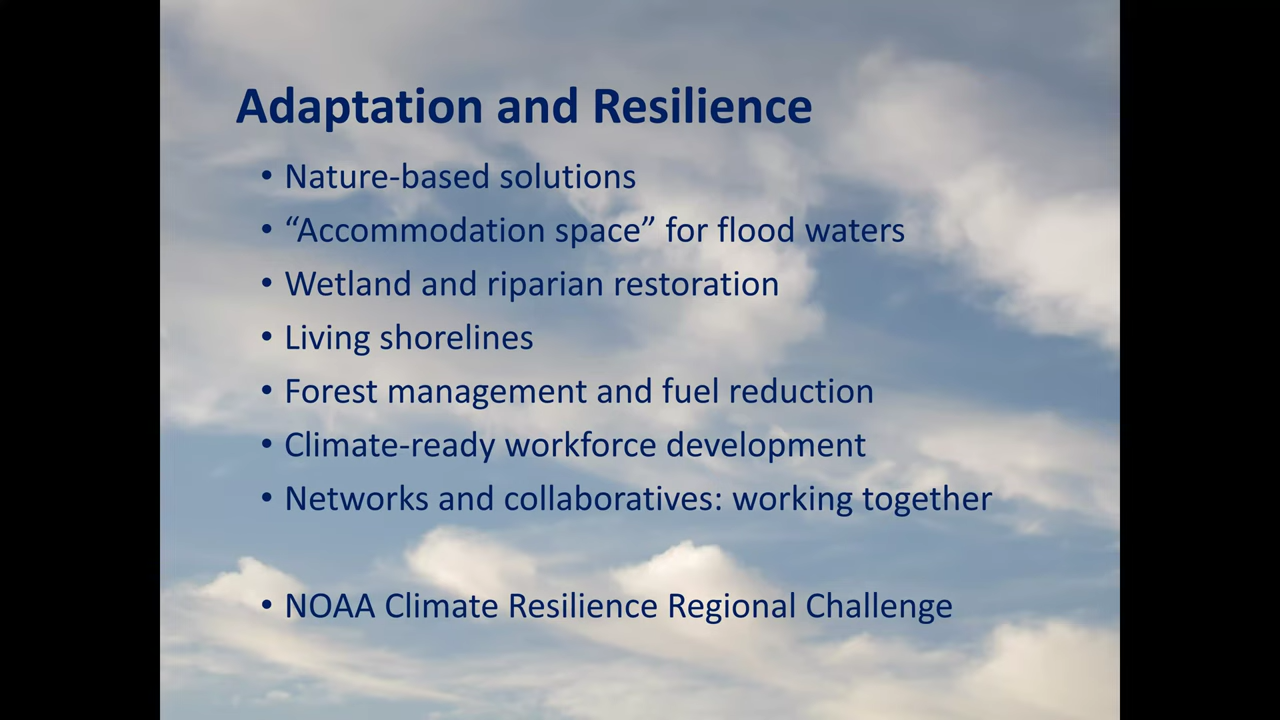 Adaptation and Resilience
• Nature-based solutions
• “Accommodation space” for flood waters
• Wetland and riparian restoration
• Living shorelines
• Forest management and fuel reduction
• Climate-ready workforce development
• Networks and collaboratives: working together
• NOAA Climate Resilience Regional Challenge